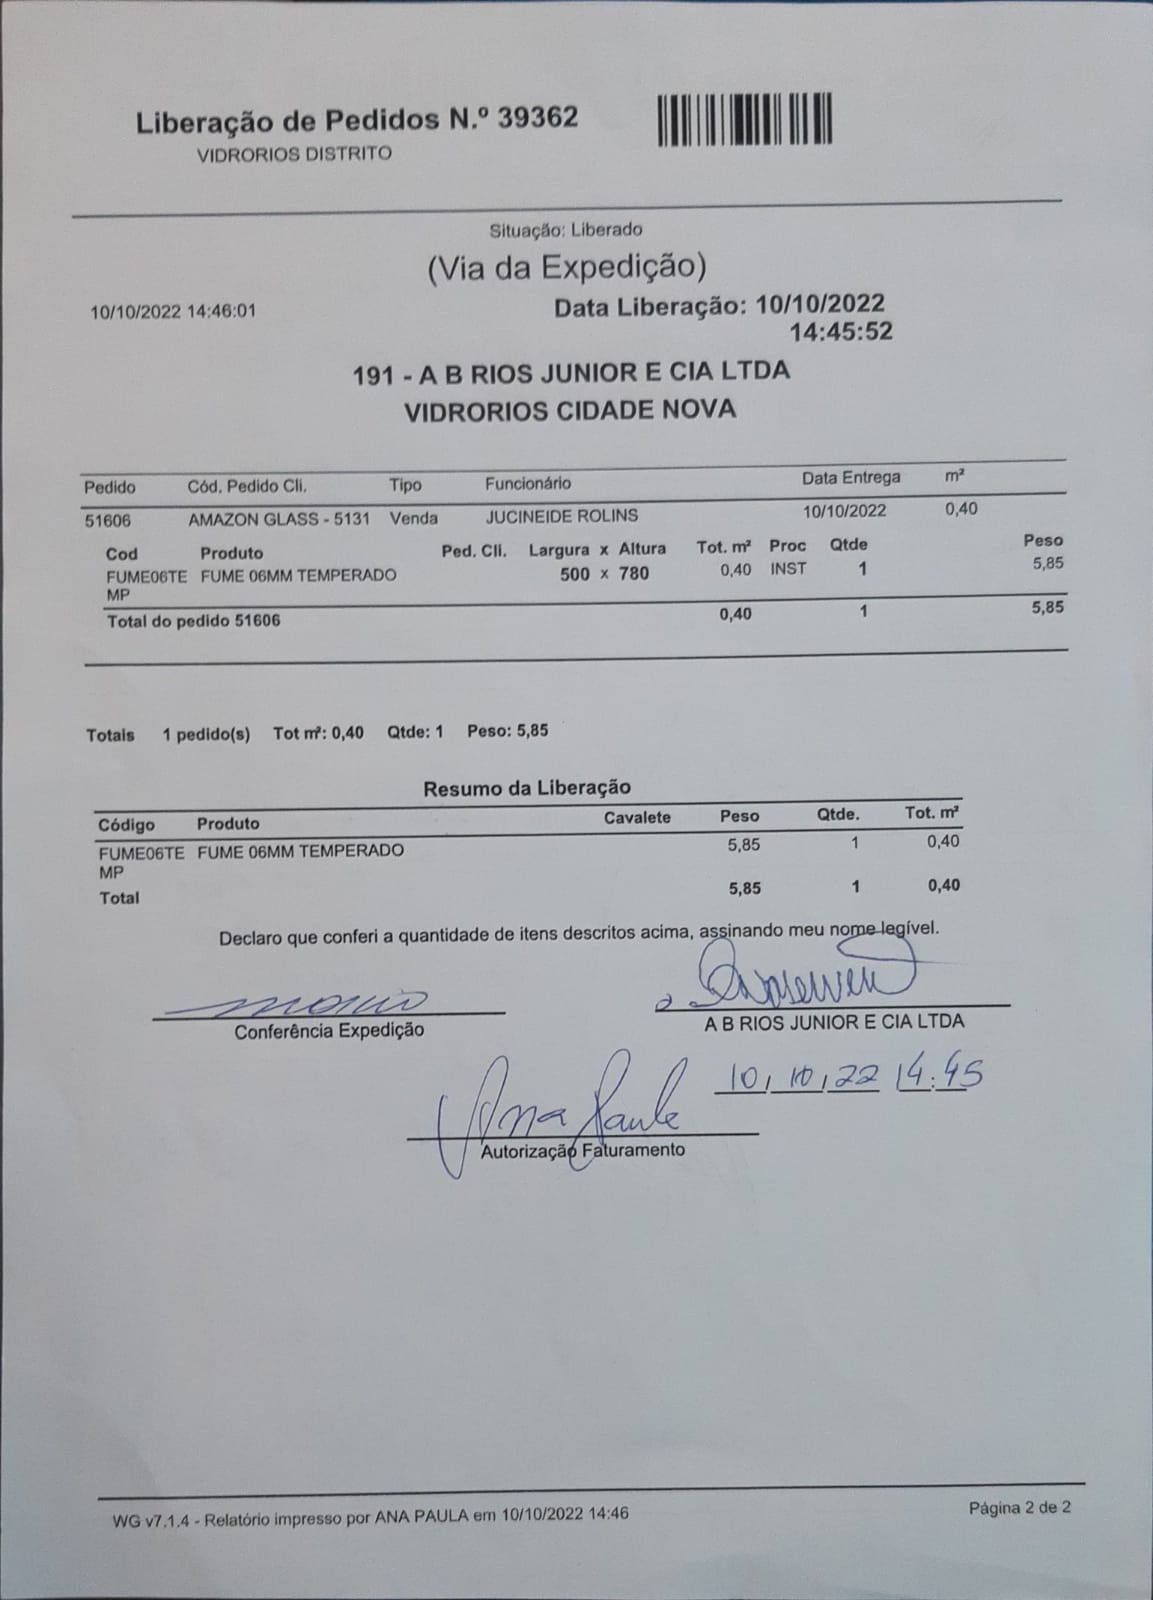 Liberação de Pedidos N.º 39362
VIDRORIOS DISTRITO
Situação: Liberado
(Via da Expedição)
10/10/2022 14:46:01 Data Liberação: 10/10/2022
14:45:52
191 - A B RIOS JUNIOR E CIA LTDA
VIDRORIOS CIDADE NOVA
Pedido Cód. Pedido Cli. Tipo Funcionário Data Entrega m²
51606 AMAZON GLASS - 5131 Venda JUCINEIDE ROLINS 10/10/2022 0,40
Cod Produto Ped. Cli. Largura x Altura Tot. m² Proc Qtde Peso
FUME06TE FUME 06MM TEMPERADO 500 x 780 0,40 INST 1 5,85
MP
Total do pedido 51606 0,40 1 5,85
Totais 1 pedido(s) Tot m²: 0,40 Qtde: 1 Peso: 5,85
Resumo da Liberação
Código Produto Cavalete Peso Qtde. Tot. m²
FUME06TE FUME 06MM TEMPERADO 5,85 1 0,40
MP
Total 5,85 1 0,40
Declaro que conferi a quantidade de itens descritos acima, assinando meu nome legível.
Conferência Expedição A B RIOS JUNIOR E CIA LTDA
10/10/22 14:45
Ana Paula
Autorização Faturamento
WG v7.1.4 - Relatório impresso por ANA PAULA em 10/10/2022 14:46 Página 2 de 2